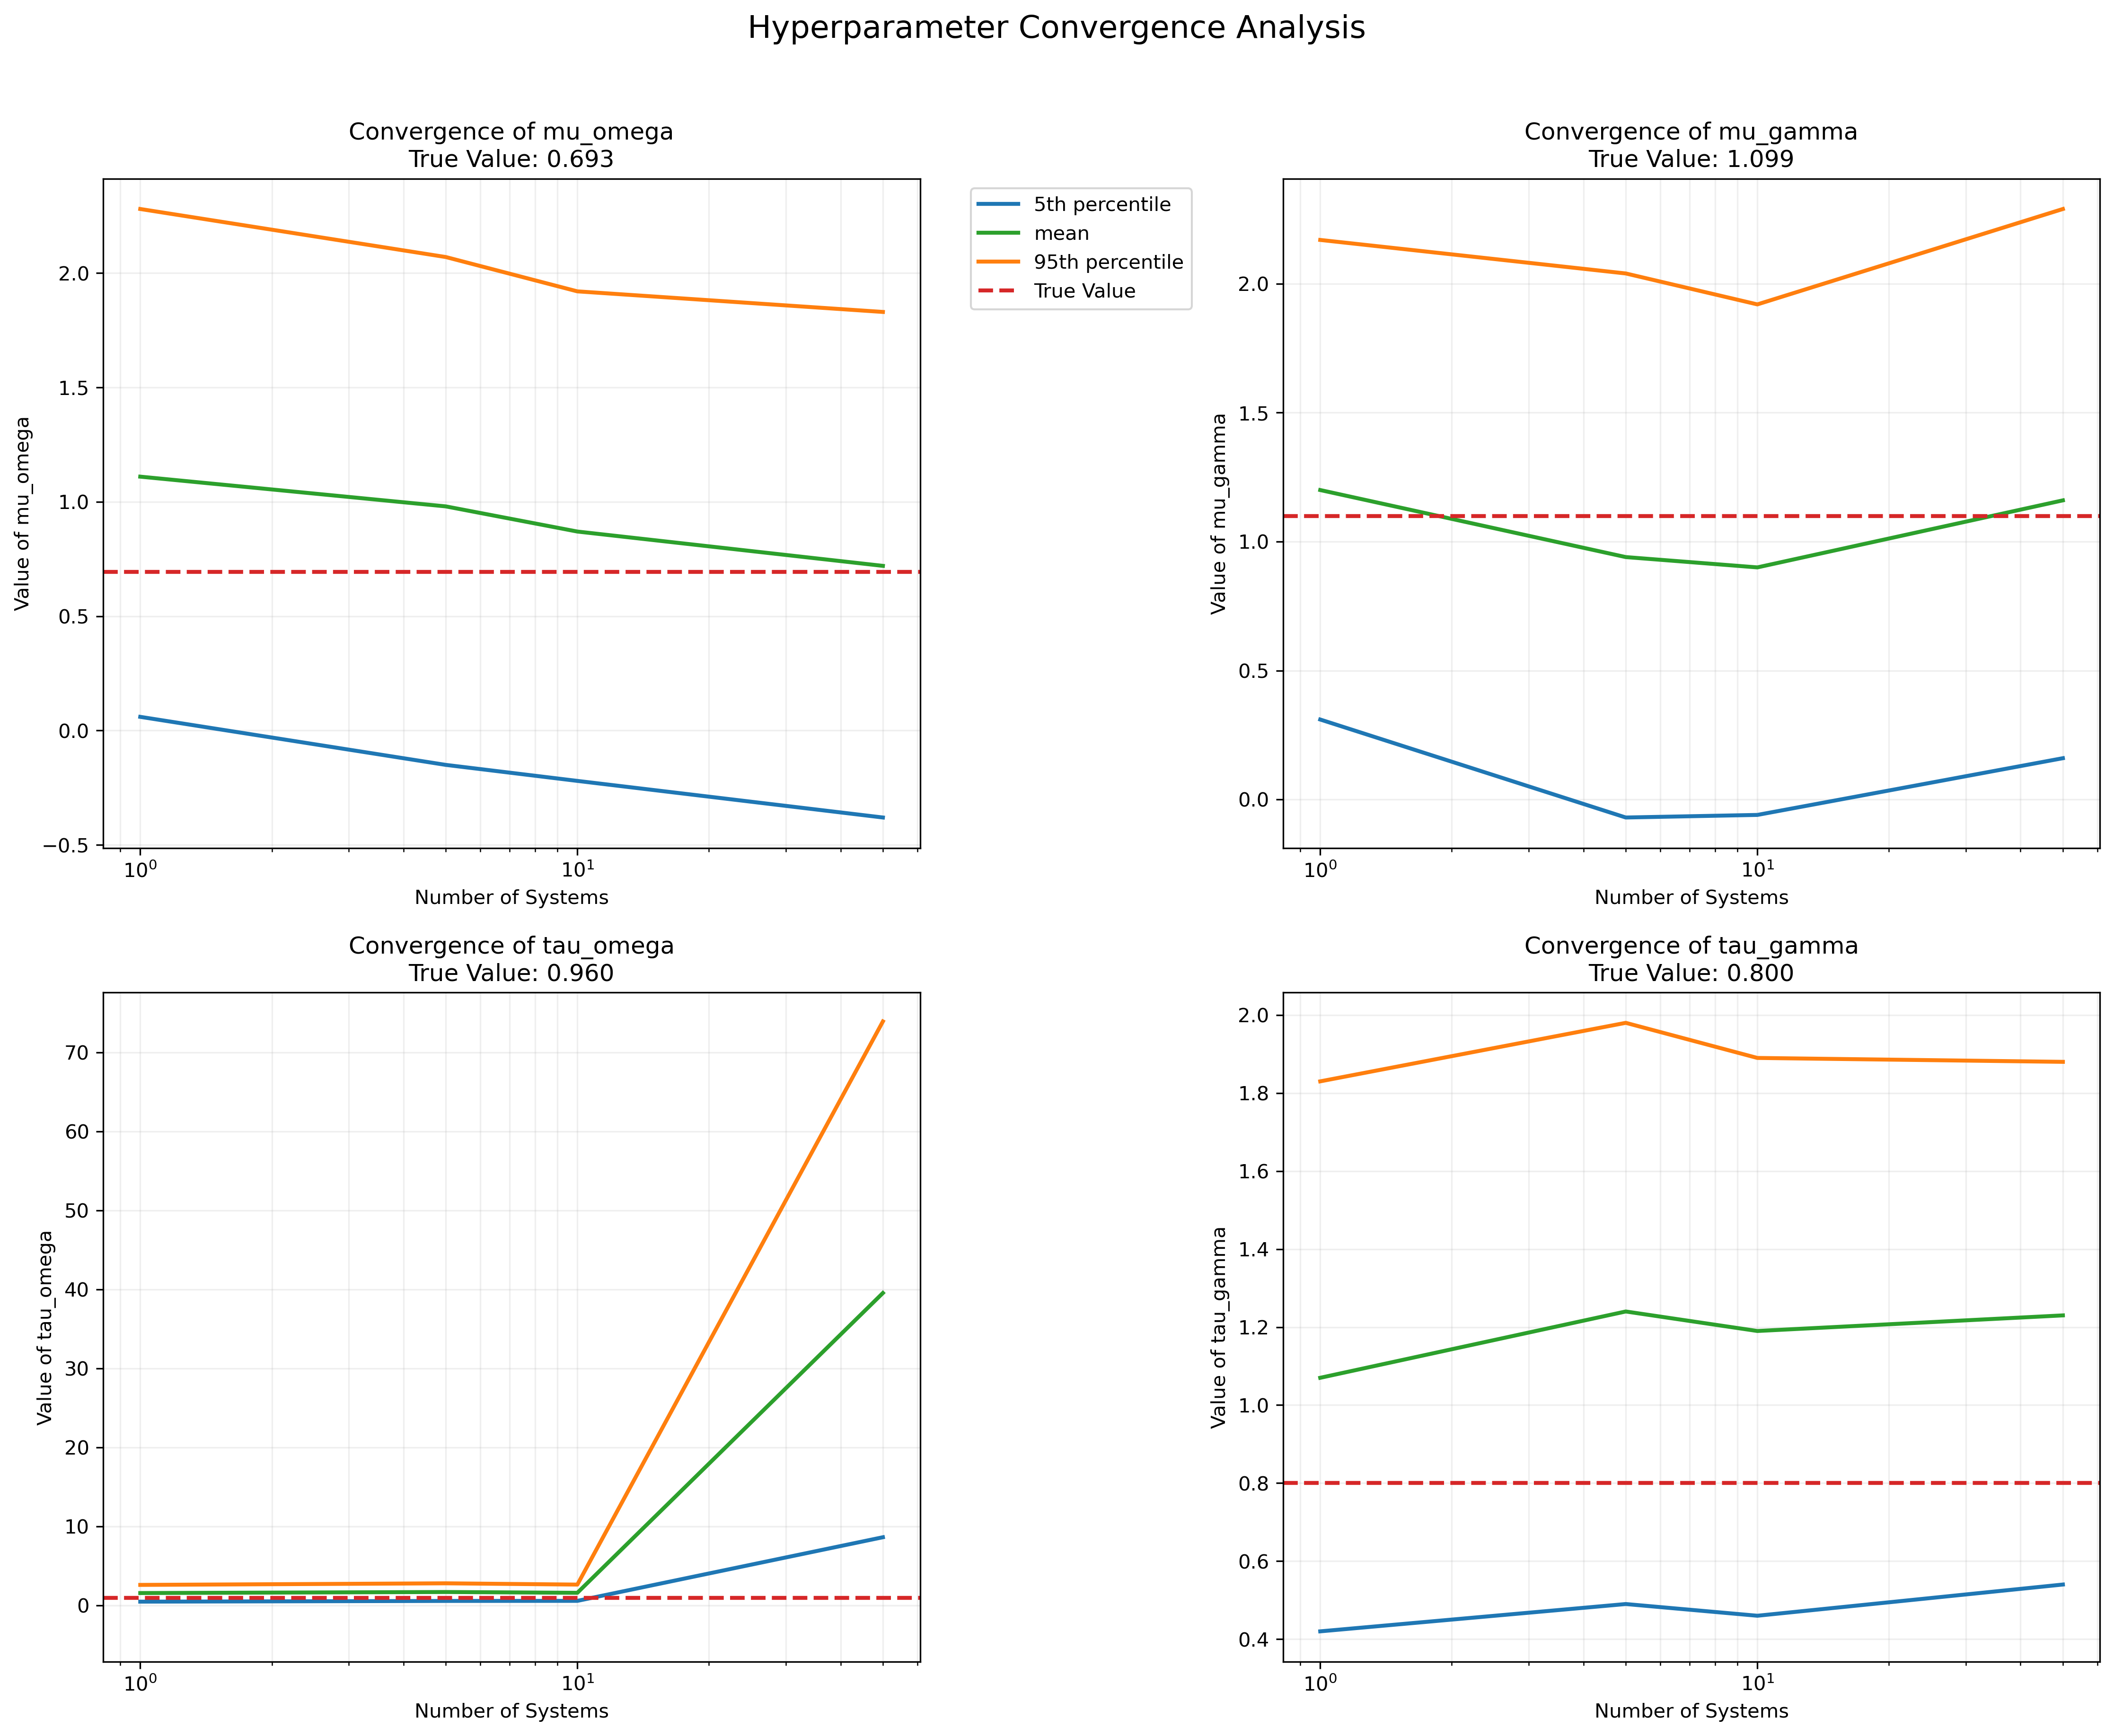 Hyperparameter Convergence Analysis
Convergence of mu_omega
True Value: 0.693
Value of mu_omega
2.0
1.5
1.0
0.5
0.0
−0.5
10⁰
10¹
Number of Systems
5th percentile
mean
95th percentile
True Value
Convergence of mu_gamma
True Value: 1.099
Value of mu_gamma
2.0
1.5
1.0
0.5
0.0
10⁰
10¹
Number of Systems
Convergence of tau_omega
True Value: 0.960
Value of tau_omega
70
60
50
40
30
20
10
0
10⁰
10¹
Number of Systems
Convergence of tau_gamma
True Value: 0.800
Value of tau_gamma
2.0
1.8
1.6
1.4
1.2
1.0
0.8
0.6
0.4
10⁰
10¹
Number of Systems